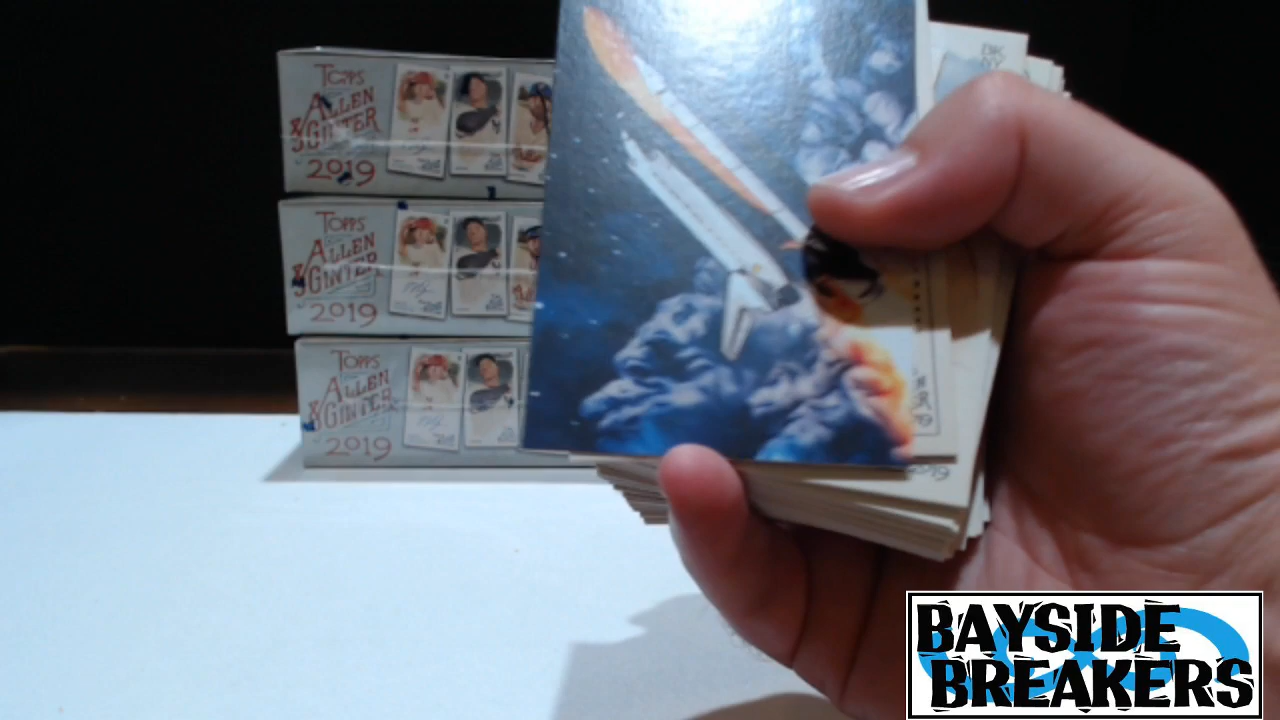 TOPPS
ALLEN
& GINTER
2019
TOPPS
ALLEN
& GINTER
2019
TOPPS
ALLEN
& GINTER
2019
BAYSIDE
BREAKERS